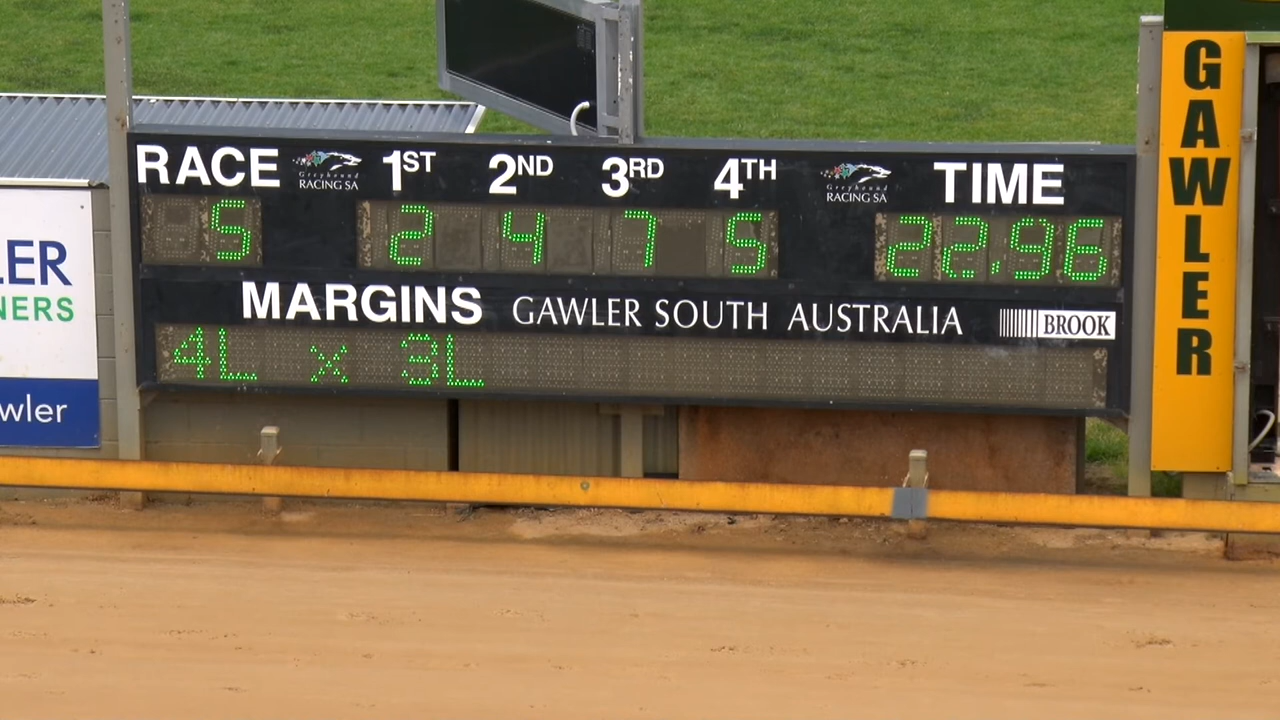 RACE Greyhound RACING SA 1ST 2ND 3RD 4TH Greyhound RACING SA TIME
5 2 4 7 5 22.96
MARGINS GAWLER SOUTH AUSTRALIA BROOK
4L x 3L
GAWLER
LER
NERS
wler